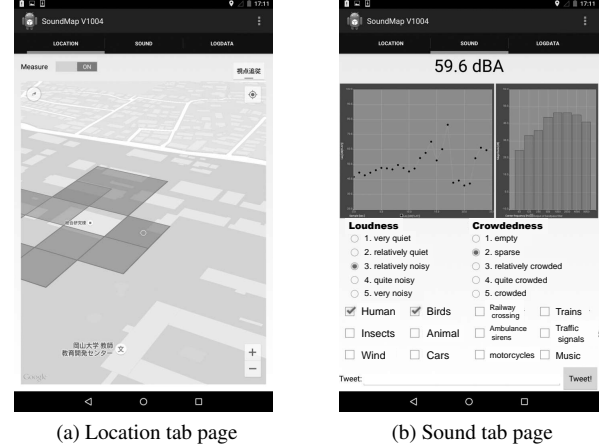 17:11
SoundMap V1004
LOCATION
SOUND
LOGDATA
Measure
ON
視点追従
岡山大学 教師
教育開発センター
Google
(a) Location tab page
17:11
SoundMap V1004
LOCATION
SOUND
LOGDATA
59.6 dBA
Loudness
1. very quiet
2. relatively quiet
3. relatively noisy
4. quite noisy
5. very noisy
Crowdedness
1. empty
2. sparse
3. relatively crowded
4. quite crowded
5. crowded
Human
Birds
Railway
crossing
Trains
Insects
Animal
Ambulance
sirens
Traffic
signals
Wind
Cars
motorcycles
Music
Tweet:
Tweet!
(b) Sound tab page